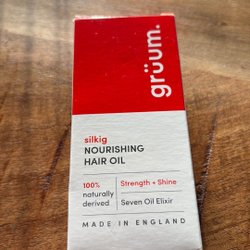 grüum.
silkig
NOURISHING
HAIR OIL
100%
naturally
derived
Strength + Shine
Seven Oil Elixir
MADE IN ENGLAND